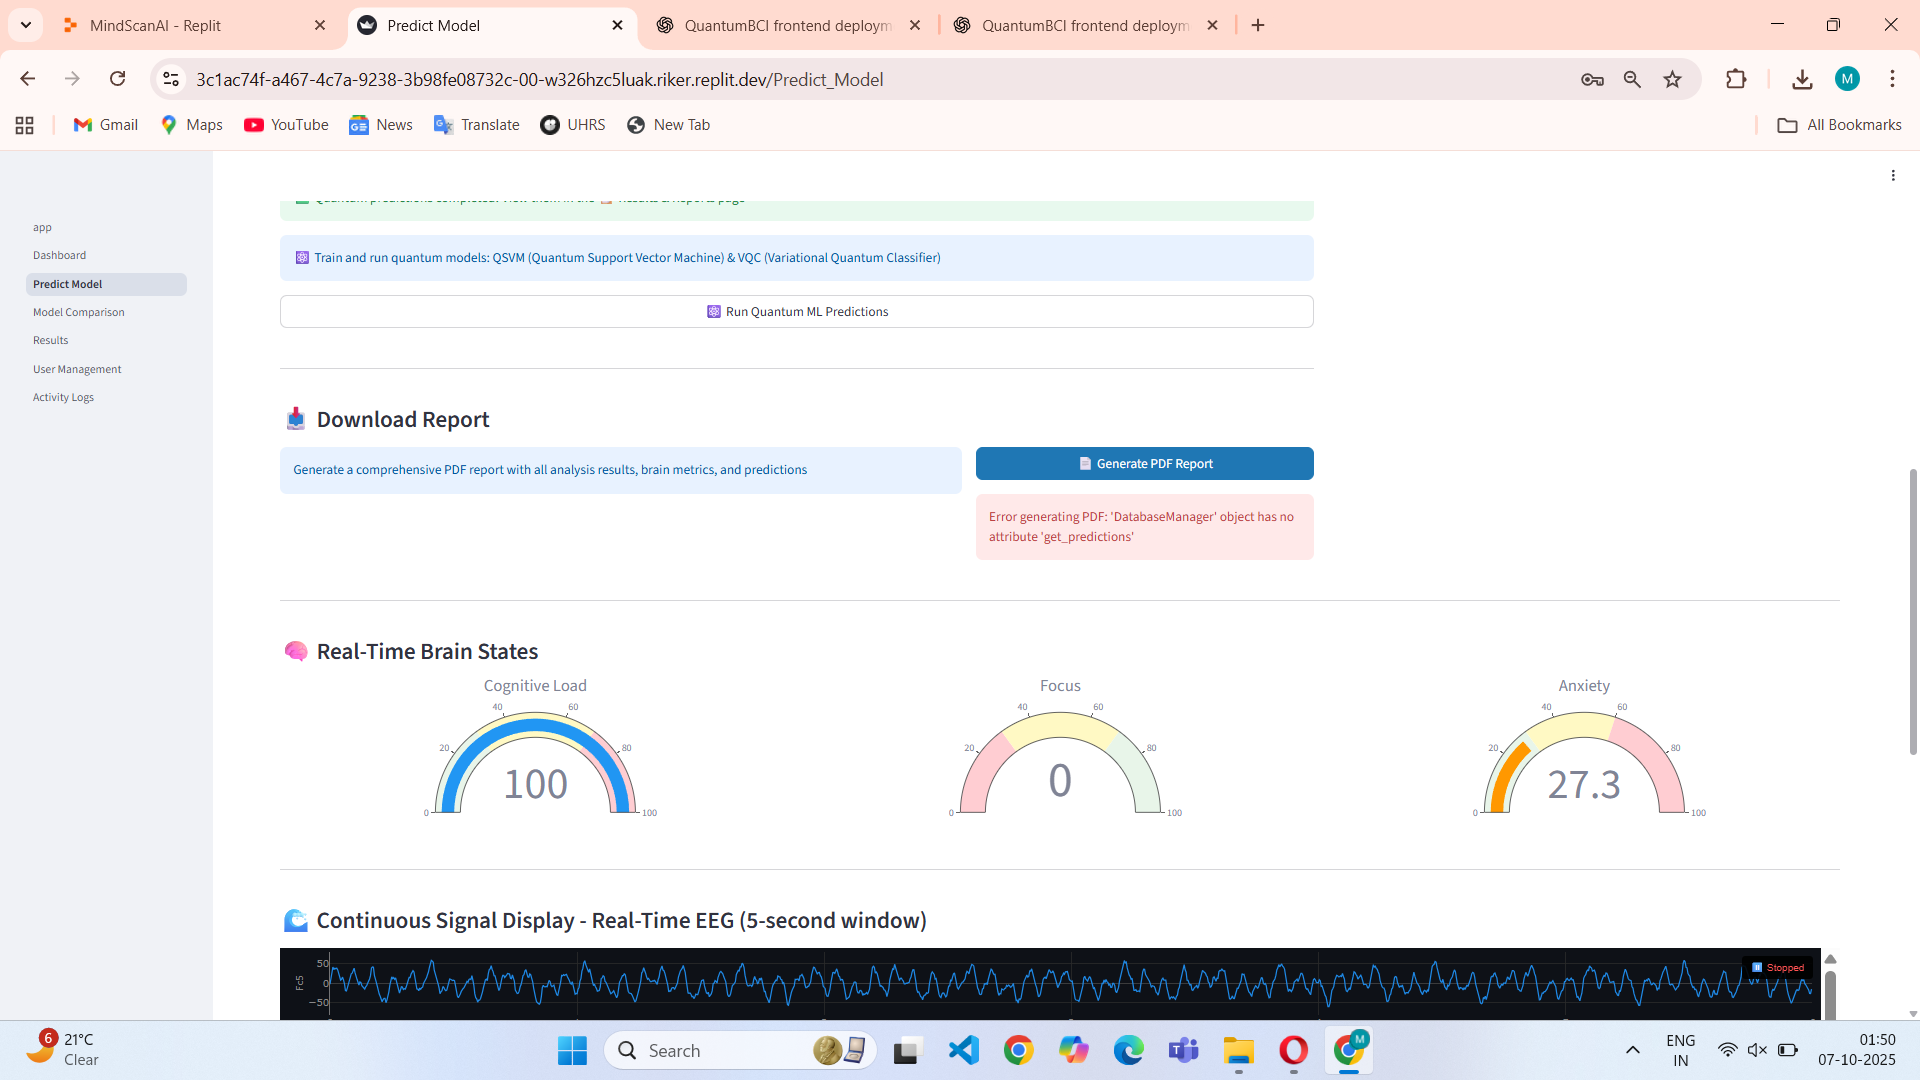 MindScanAI - Replit
Predict Model
QuantumBCI frontend deploym
QuantumBCI frontend deploym
3c1ac74f-a467-4c7a-9238-3b98fe08732c-00-w326hzc5luak.riker.replit.dev/Predict_Model
M
Gmail
Maps
YouTube
News
Translate
UHRS
New Tab
All Bookmarks
app
Dashboard
Predict Model
Model Comparison
Results
User Management
Activity Logs
Train and run quantum models: QSVM (Quantum Support Vector Machine) & VQC (Variational Quantum Classifier)
Run Quantum ML Predictions
Download Report
Generate a comprehensive PDF report with all analysis results, brain metrics, and predictions
Generate PDF Report
Error generating PDF: 'DatabaseManager' object has no
attribute 'get_predictions'
Real-Time Brain States
Cognitive Load
0
20
40
60
80
100
100
Focus
0
20
40
60
80
100
0
Anxiety
0
20
40
60
80
100
27.3
Continuous Signal Display - Real-Time EEG (5-second window)
Fc5
50
0
−50
Stopped
6
21°C
Clear
Search
M
ENG
IN
01:50
07-10-2025